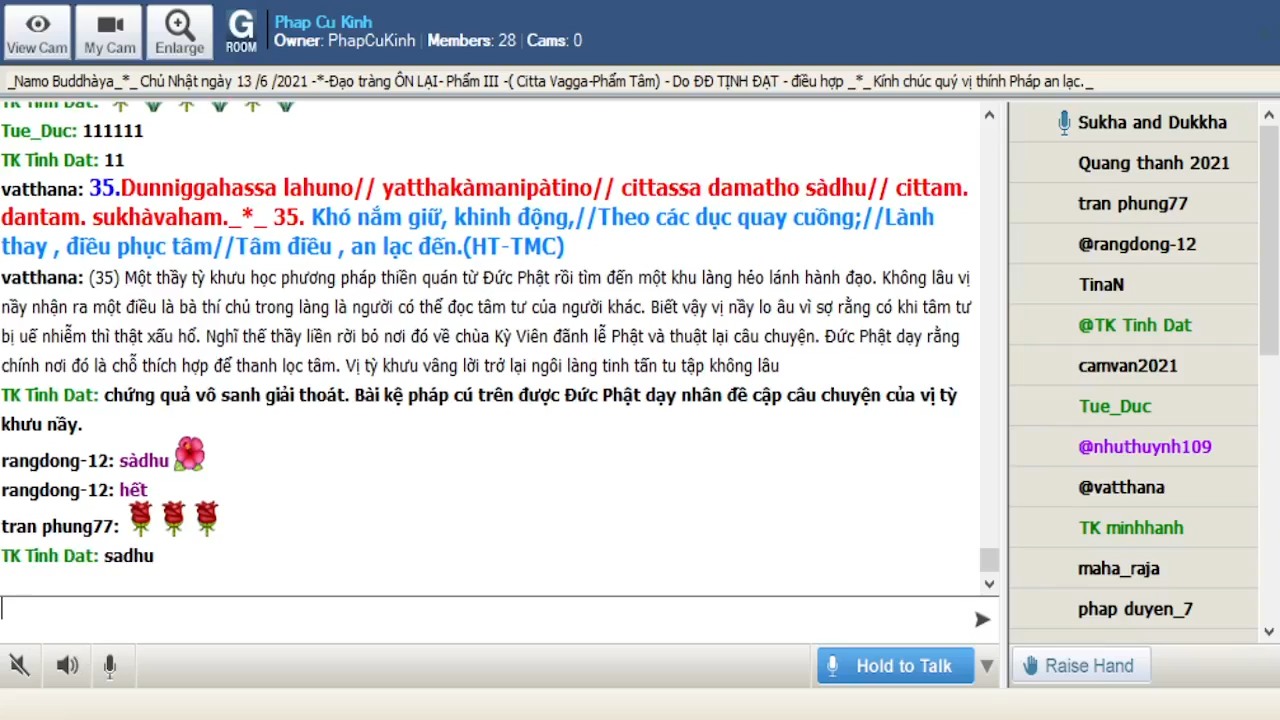 View Cam
My Cam
Enlarge
G
ROOM
Phap Cu Kinh
Owner: PhapCuKinh | Members: 28 | Cams: 0
_Namo Buddhàya_*_ Chủ Nhật ngày 13 /6 /2021 -*-Đạo tràng ÔN LẠI- Phẩm III -( Citta Vagga-Phẩm Tâm) - Do ĐĐ TỊNH ĐẠT - điều hợp _*_Kính chúc quý vị thính Pháp an lạc._
TK Tinh Dat:
Tue_Duc: 111111
TK Tinh Dat: 11
vatthana: 35.Dunniggahassa lahuno// yatthakàmanipàtino// cittassa damatho sàdhu// cittam.
dantam. sukhàvaham._*_ 35. Khó nắm giữ, khinh động,//Theo các dục quay cuồng;//Lành
thay , điều phục tâm//Tâm điều , an lạc đến.(HT-TMC)
vatthana: (35) Một thầy tỳ khưu học phương pháp thiền quán từ Đức Phật rồi tìm đến một khu làng hẻo lánh hành đạo. Không lâu vị
nầy nhận ra một điều là bà thí chủ trong làng là người có thể đọc tâm tư của người khác. Biết vậy vị nầy lo âu vì sợ rằng có khi tâm tư
bị uế nhiễm thì thật xấu hổ. Nghĩ thế thầy liền rời bỏ nơi đó về chùa Kỳ Viên đãnh lễ Phật và thuật lại câu chuyện. Đức Phật dạy rằng
chính nơi đó là chỗ thích hợp để thanh lọc tâm. Vị tỳ khưu vâng lời trở lại ngôi làng tinh tấn tu tập không lâu
TK Tinh Dat: chứng quả vô sanh giải thoát. Bài kệ pháp cú trên được Đức Phật dạy nhân đề cập câu chuyện của vị tỳ
khưu nầy.
rangdong-12: sàdhu
rangdong-12: hết
tran phung77:
TK Tinh Dat: sadhu
Hold to Talk
Sukha and Dukkha
Quang thanh 2021
tran phung77
@rangdong-12
TinaN
@TK Tinh Dat
camvan2021
Tue_Duc
@nhuthuynh109
@vatthana
TK minhhanh
maha_raja
phap duyen_7
Raise Hand